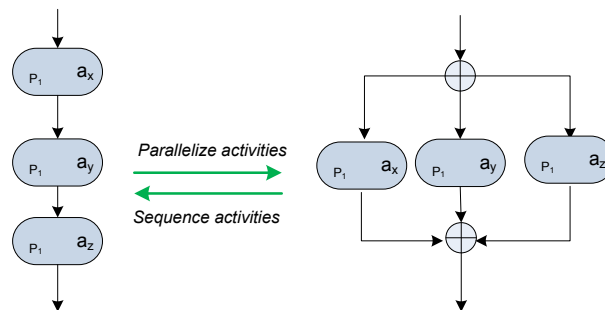 P1 ax
P1 ay
P1 az
Parallelize activities
Sequence activities
P1 ax
P1 ay
P1 az